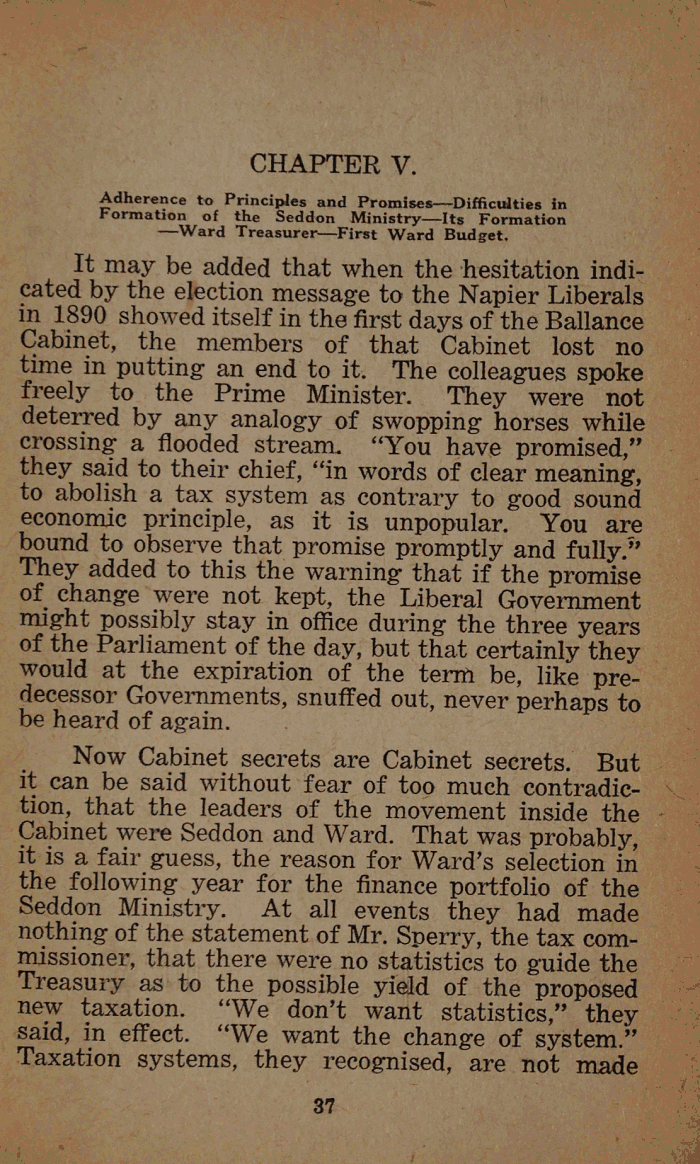 CHAPTER V.
Adherence to Principles and Promises—Difficulties in
Formation of the Seddon Ministry—Its Formation
—Ward Treasurer—First Ward Budget.
It may be added that when the hesitation indi-
cated by the election message to the Napier Liberals
in 1890 showed itself in the first days of the Ballance
Cabinet, the members of that Cabinet lost no
time in putting an end to it. The colleagues spoke
freely to the Prime Minister. They were not
deterred by any analogy of swopping horses while
crossing a flooded stream. “You have promised,”
they said to their chief, “in words of clear meaning,
to abolish a tax system as contrary to good sound
economic principle, as it is unpopular. You are
bound to observe that promise promptly and fully.”
They added to this the warning that if the promise
of change were not kept, the Liberal Government
might possibly stay in office during the three years
of the Parliament of the day, but that certainly they
would at the expiration of the term be, like pre-
decessor Governments, snuffed out, never perhaps to
be heard of again.
Now Cabinet secrets are Cabinet secrets. But
it can be said without fear of too much contradic-
tion, that the leaders of the movement inside the
Cabinet were Seddon and Ward. That was probably,
it is a fair guess, the reason for Ward’s selection in
the following year for the finance portfolio of the
Seddon Ministry. At all events they had made
nothing of the statement of Mr. Sperry, the tax com-
missioner, that there were no statistics to guide the
Treasury as to the possible yield of the proposed
new taxation. “We don’t want statistics,” they
said, in effect. “We want the change of system.”
Taxation systems, they recognised, are not made
37